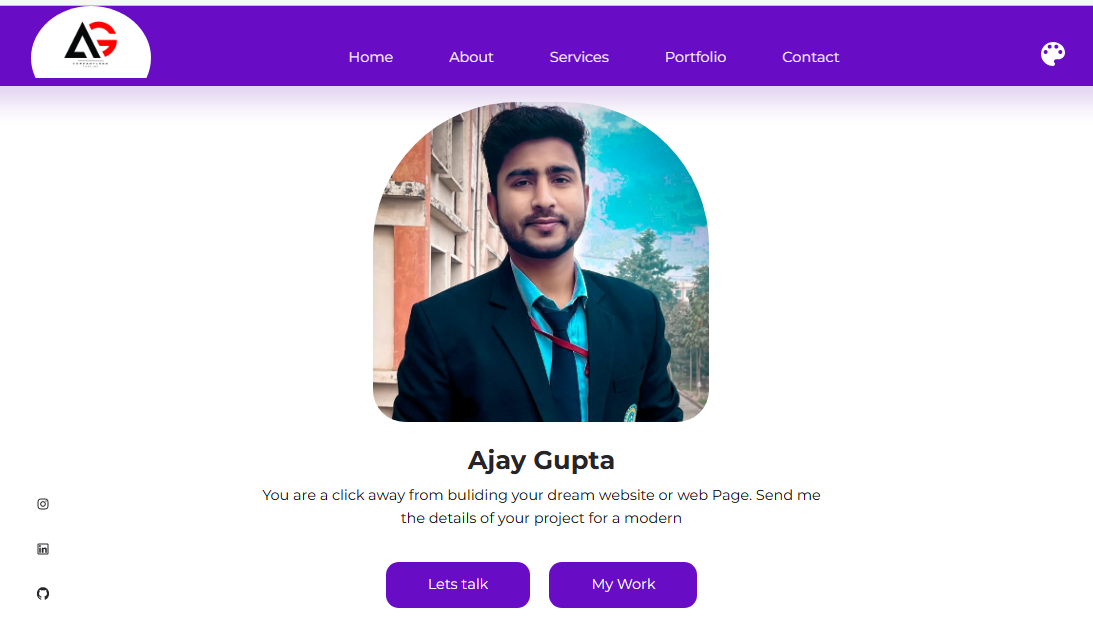 AG
Home
About
Services
Portfolio
Contact
Ajay Gupta
You are a click away from buliding your dream website or web Page. Send me
the details of your project for a modern
Lets talk
My Work